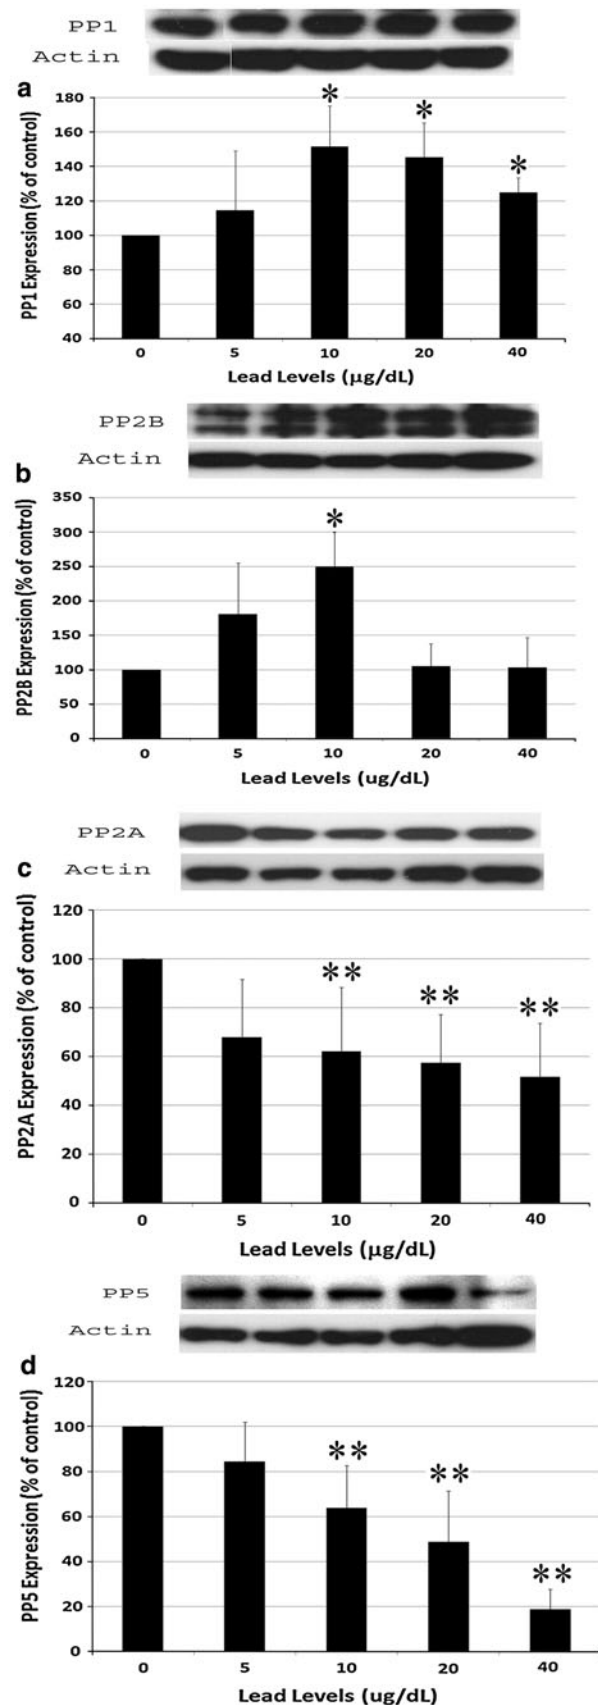 PP1
Actin
a
PP1 Expression (% of control)
180
160
140
120
100
80
60
40
*
*
*
0 5 10 20 40
Lead Levels (µg/dL)
PP2B
Actin
b
PP2B Expression (% of control)
350
300
250
200
150
100
50
0
*
0 5 10 20 40
Lead Levels (ug/dL)
PP2A
Actin
c
PP2A Expression (% of control)
120
100
80
60
40
20
0
**
**
**
0 5 10 20 40
Lead Levels (µg/dL)
PP5
Actin
d
PP5 Expression (% of control)
120
100
80
60
40
20
0
**
**
**
0 5 10 20 40
Lead Levels (µg/dL)